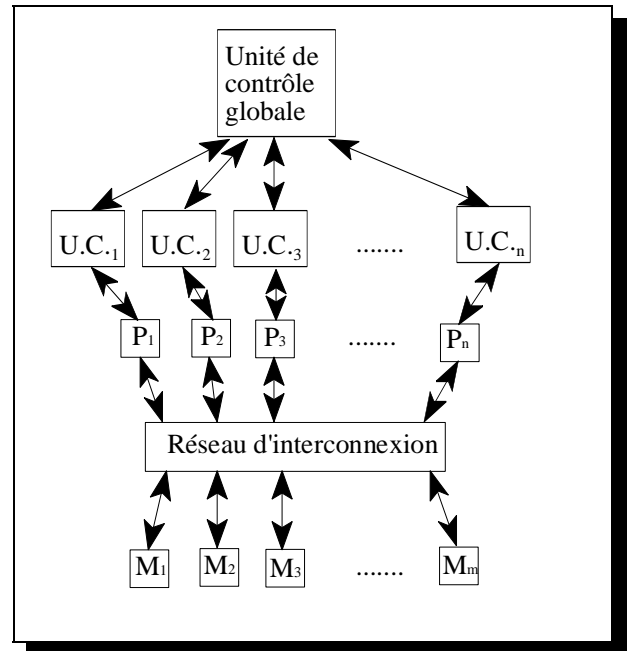 Unité de
contrôle
globale
U.C.₁ U.C.₂ U.C.₃ ....... U.C.ₙ
P₁ P₂ P₃ ....... Pₙ
Réseau d'interconnexion
M₁ M₂ M₃ ....... Mₘ